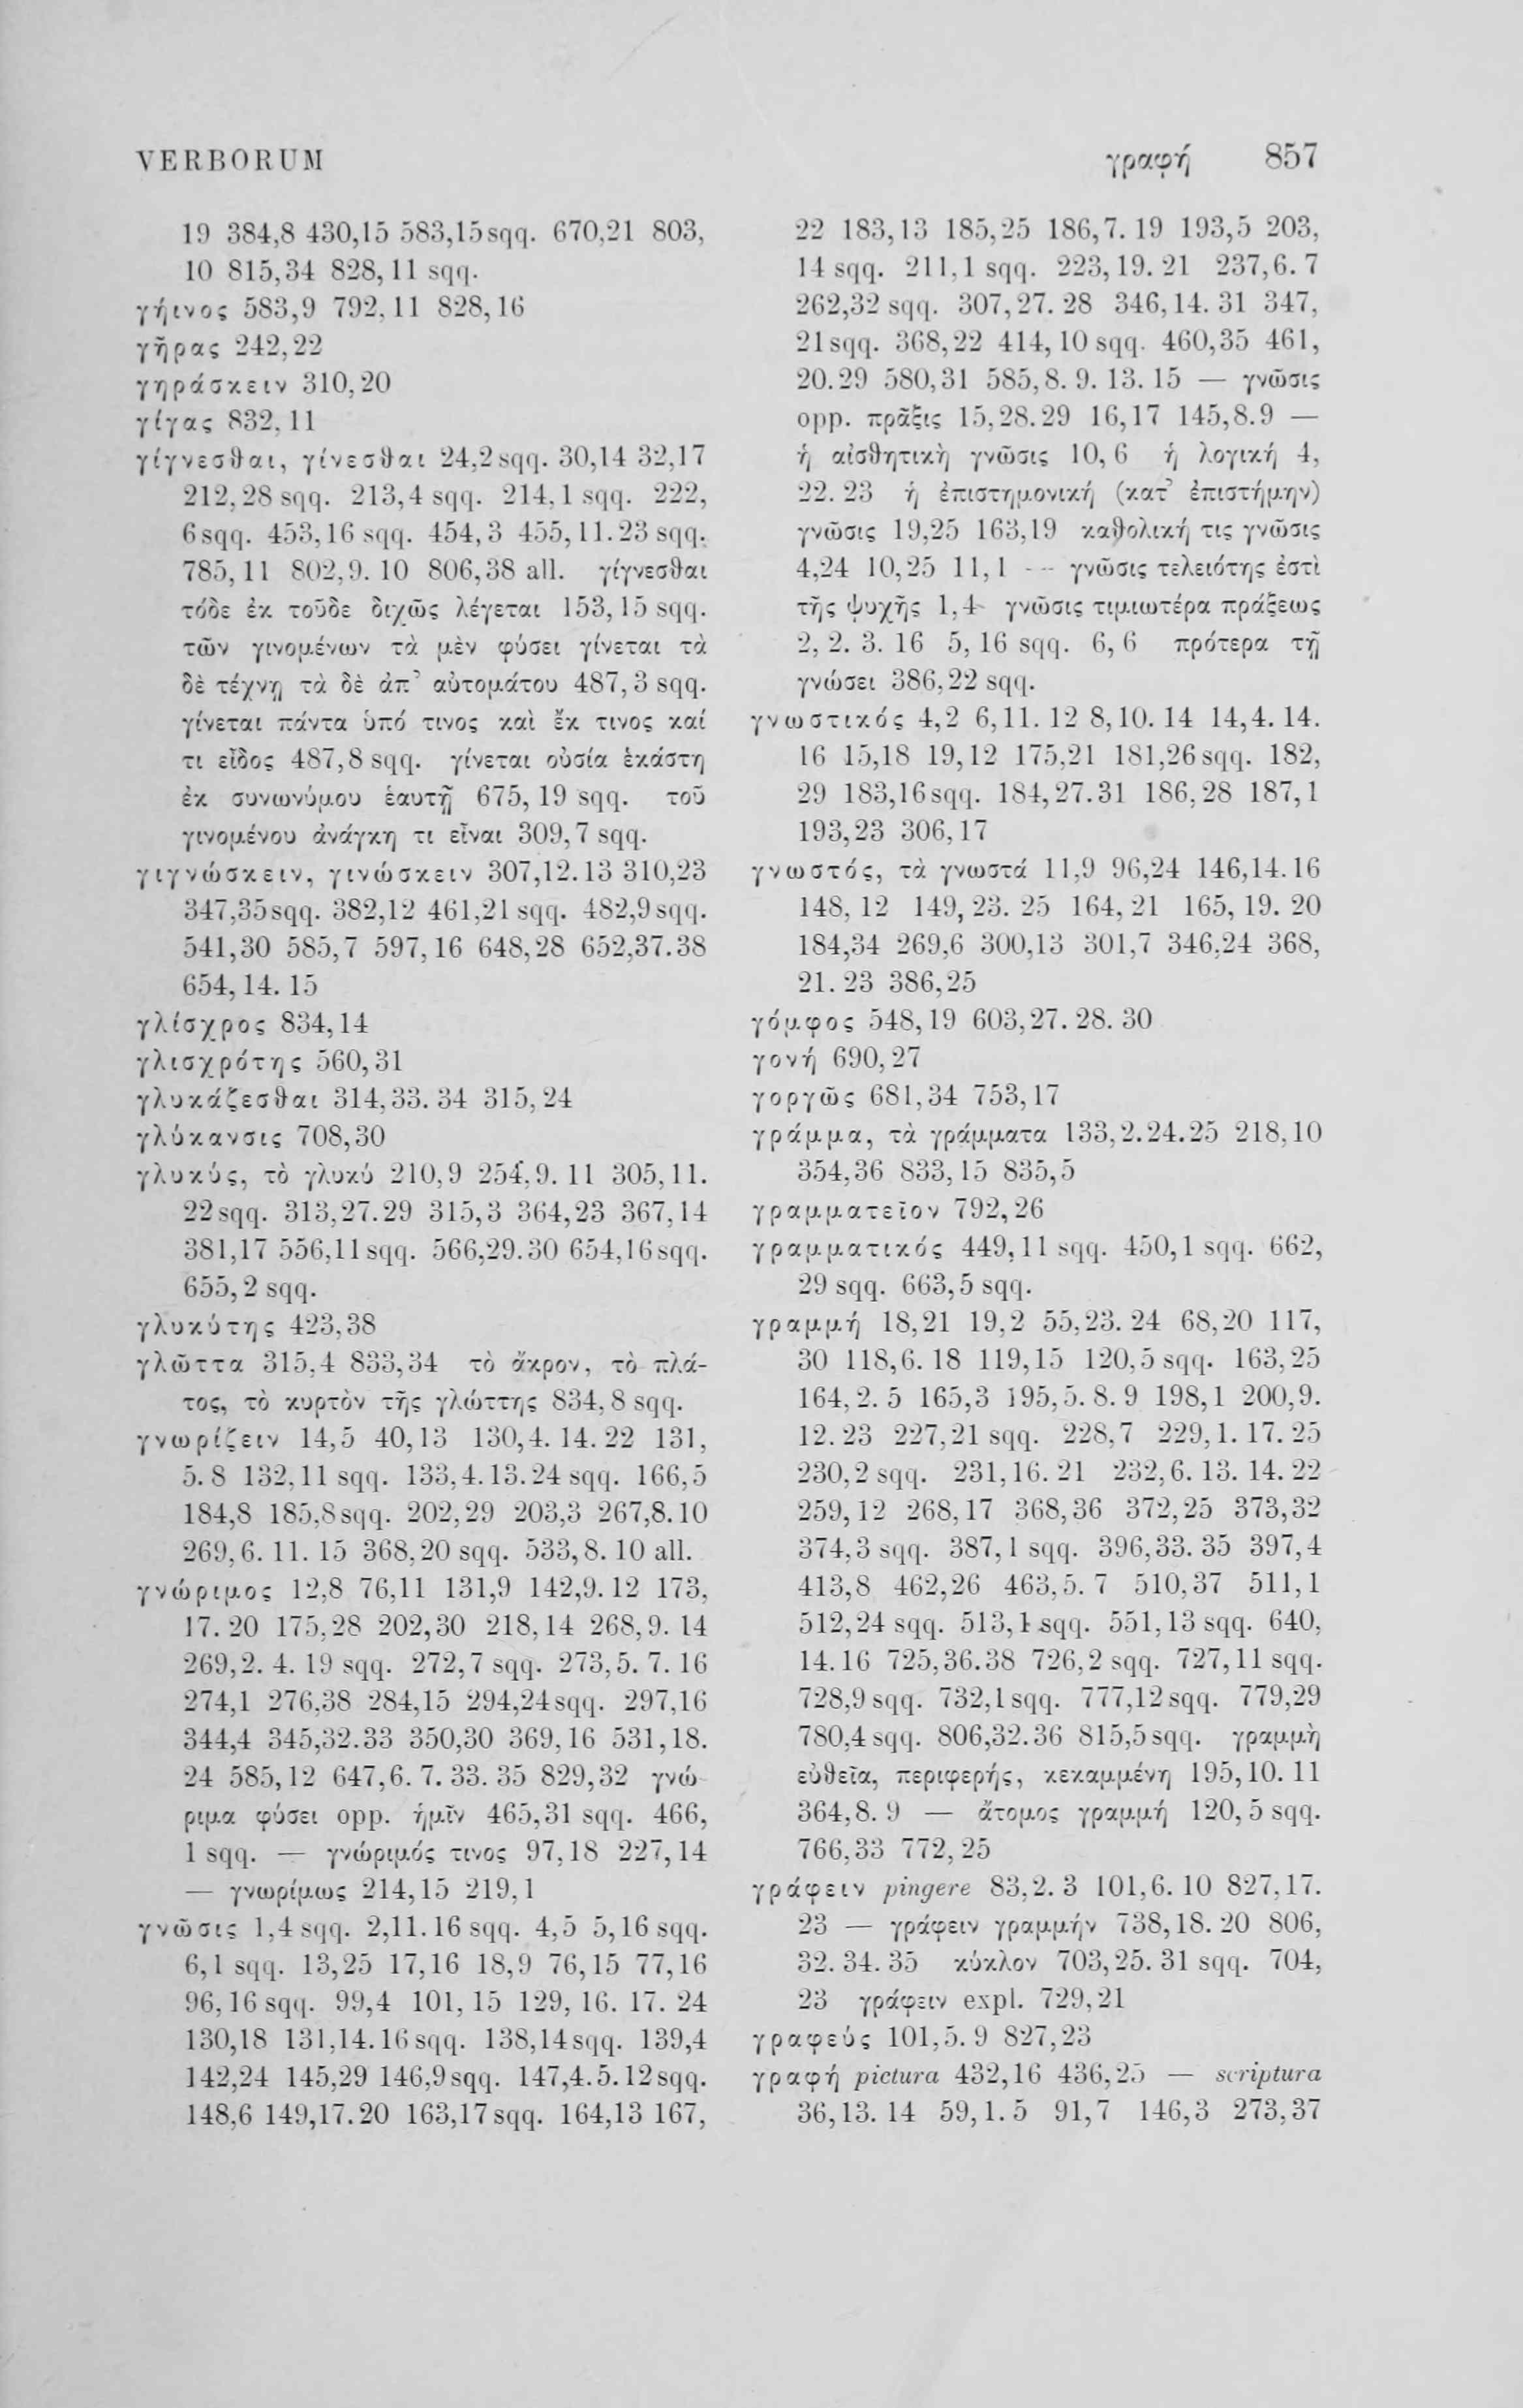 VERBORUM γραφή 857
19 384,8 430,15 583,15sqq. 670,21 803,
10 815,34 828,11 sqq.
γήινος 583,9 792,11 828,16
γῆρας 242,22
γηράσκειν 310,20
γίγας 832,11
γίγνεσθαι, γίνεσθαι 24,2sqq. 30,14 32,17
212,28 sqq. 213,4 sqq. 214,1 sqq. 222,
6sqq. 453,16 sqq. 454,3 455,11.23 sqq.
785,11 802,9. 10 806,38 all. γίγνεσθαι
τόδε ἐκ τοῦδε διχῶς λέγεται 153,15 sqq.
τῶν γινομένων τὰ μὲν φύσει γίνεται τὰ
δὲ τέχνῃ τὰ δὲ ἀπ’ αὐτομάτου 487,3 sqq.
γίνεται πάντα ὑπό τινος καὶ ἔκ τινος καί
τι εἶδος 487,8 sqq. γίνεται οὐσία ἑκάστη
ἐκ συνωνύμου ἑαυτῇ 675,19 sqq. τοῦ
γινομένου ἀνάγκη τι εἶναι 309,7 sqq.
γιγνώσκειν, γινώσκειν 307,12.13 310,23
347,35sqq. 382,12 461,21 sqq. 482,9sqq.
541,30 585,7 597,16 648,28 652,37.38
654,14. 15
γλίσχρος 834,14
γλισχρότης 560,31
γλυκάζεσθαι 314,33. 34 315,24
γλύκανσις 708,30
γλυκύς, τὸ γλυκύ 210,9 254,9. 11 305,11.
22sqq. 313,27.29 315,3 364,23 367,14
381,17 556,11sqq. 566,29.30 654,16sqq.
655,2 sqq.
γλυκύτης 423,38
γλῶττα 315,4 833,34 τὸ ἄκρον, τὸ πλά-
τος, τὸ κυρτὸν τῆς γλώττης 834,8 sqq.
γνωρίζειν 14,5 40,13 130,4. 14. 22 131,
5. 8 132,11 sqq. 133,4.13.24 sqq. 166,5
184,8 185,8sqq. 202,29 203,3 267,8.10
269,6. 11. 15 368,20 sqq. 533,8. 10 all.
γνώριμος 12,8 76,11 131,9 142,9.12 173,
17. 20 175,28 202,30 218,14 268,9. 14
269,2. 4. 19 sqq. 272,7 sqq. 273,5. 7. 16
274,1 276,38 284,15 294,24sqq. 297,16
344,4 345,32.33 350,30 369,16 531,18.
24 585,12 647,6. 7. 33. 35 829,32 γνώ-
ριμα φύσει opp. ἡμῖν 465,31 sqq. 466,
1 sqq. — γνώριμός τινος 97,18 227,14
— γνωρίμως 214,15 219,1
γνῶσις 1,4 sqq. 2,11.16 sqq. 4,5 5,16 sqq.
6,1 sqq. 13,25 17,16 18,9 76,15 77,16
96,16 sqq. 99,4 101,15 129,16. 17. 24
130,18 131,14.16sqq. 138,14sqq. 139,4
142,24 145,29 146,9sqq. 147,4.5.12sqq.
148,6 149,17.20 163,17sqq. 164,13 167,
22 183,13 185,25 186,7. 19 193,5 203,
14 sqq. 211,1 sqq. 223,19. 21 237,6. 7
262,32 sqq. 307,27. 28 346,14. 31 347,
21sqq. 368,22 414,10 sqq. 460,35 461,
20.29 580,31 585,8. 9. 13. 15 — γνῶσις
opp. πρᾶξις 15,28.29 16,17 145,8.9 —
ἡ αἰσθητικὴ γνῶσις 10,6 ἡ λογική 4,
22. 23 ἡ ἐπιστημονική (κατ’ ἐπιστήμην)
γνῶσις 19,25 163,19 καθολική τις γνῶσις
4,24 10,25 11,1 — γνῶσις τελειότης ἐστὶ
τῆς ψυχῆς 1,4 γνῶσις τιμιωτέρα πράξεως
2,2. 3. 16 5,16 sqq. 6,6 πρότερα τῇ
γνώσει 386,22 sqq.
γνωστικός 4,2 6,11. 12 8,10. 14 14,4. 14.
16 15,18 19,12 175,21 181,26sqq. 182,
29 183,16sqq. 184,27.31 186,28 187,1
193,23 306,17
γνωστός, τὰ γνωστά 11,9 96,24 146,14.16
148,12 149,23. 25 164,21 165,19. 20
184,34 269,6 300,13 301,7 346,24 368,
21. 23 386,25
γόμφος 548,19 603,27. 28. 30
γονή 690,27
γοργῶς 681,34 753,17
γράμμα, τὰ γράμματα 133,2.24.25 218,10
354,36 833,15 835,5
γραμματεῖον 792,26
γραμματικός 449,11 sqq. 450,1 sqq. 662,
29 sqq. 663,5 sqq.
γραμμή 18,21 19,2 55,23. 24 68,20 117,
30 118,6. 18 119,15 120,5 sqq. 163,25
164,2. 5 165,3 195,5. 8. 9 198,1 200,9.
12. 23 227,21 sqq. 228,7 229,1. 17. 25
230,2 sqq. 231,16. 21 232,6. 13. 14. 22
259,12 268,17 368,36 372,25 373,32
374,3 sqq. 387,1 sqq. 396,33. 35 397,4
413,8 462,26 463,5. 7 510,37 511,1
512,24 sqq. 513,1 sqq. 551,13 sqq. 640,
14.16 725,36.38 726,2 sqq. 727,11 sqq.
728,9 sqq. 732,1sqq. 777,12sqq. 779,29
780,4 sqq. 806,32.36 815,5 sqq. γραμμὴ
εὐθεῖα, περιφερής, κεκαμμένη 195,10. 11
364,8. 9 — ἄτομος γραμμή 120,5 sqq.
766,33 772,25
γράφειν pingere 83,2. 3 101,6. 10 827,17.
23 — γράφειν γραμμήν 738,18. 20 806,
32. 34. 35 κύκλον 703,25. 31 sqq. 704,
23 γράφειν expl. 729,21
γραφεύς 101,5. 9 827,23
γραφή pictura 432,16 436,25 — scriptura
36,13. 14 59,1. 5 91,7 146,3 273,37